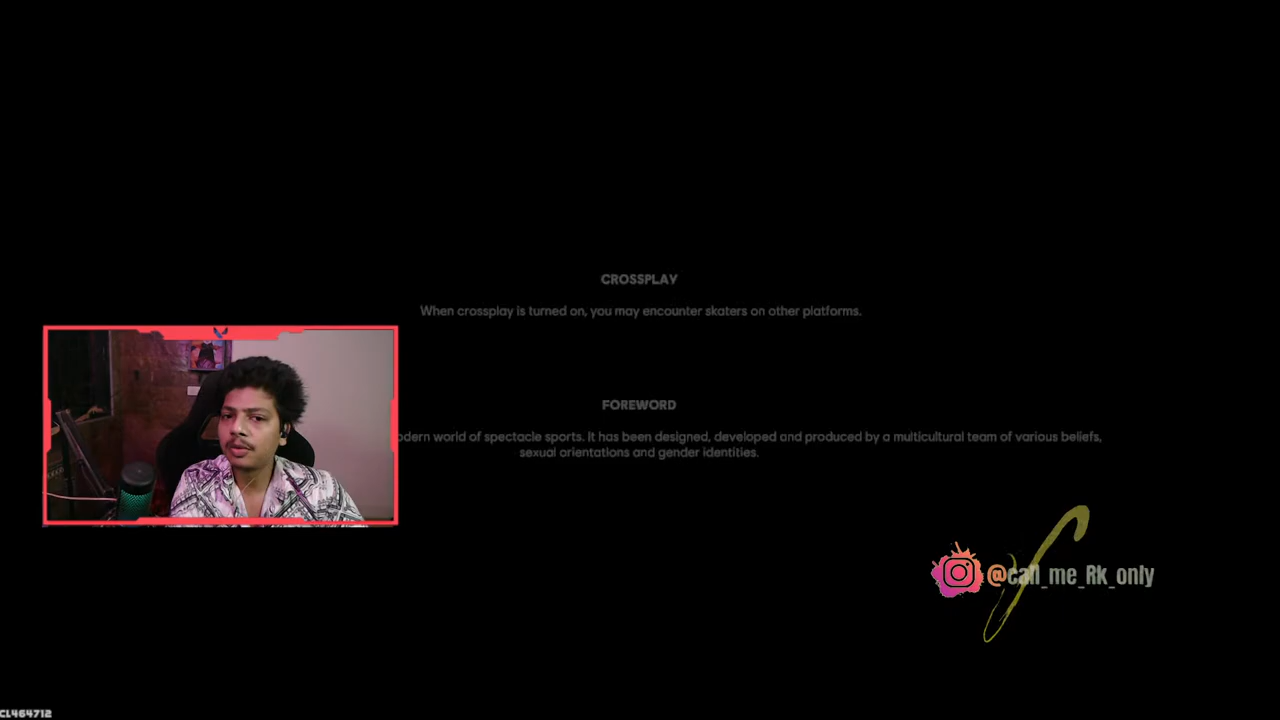 CROSSPLAY
When crossplay is turned on, you may encounter skaters on other platforms.
FOREWORD
odern world of spectacle sports. It has been designed, developed and produced by a multicultural team of various beliefs,
sexual orientations and gender identities.
@call_me_Rk_only
CL464712